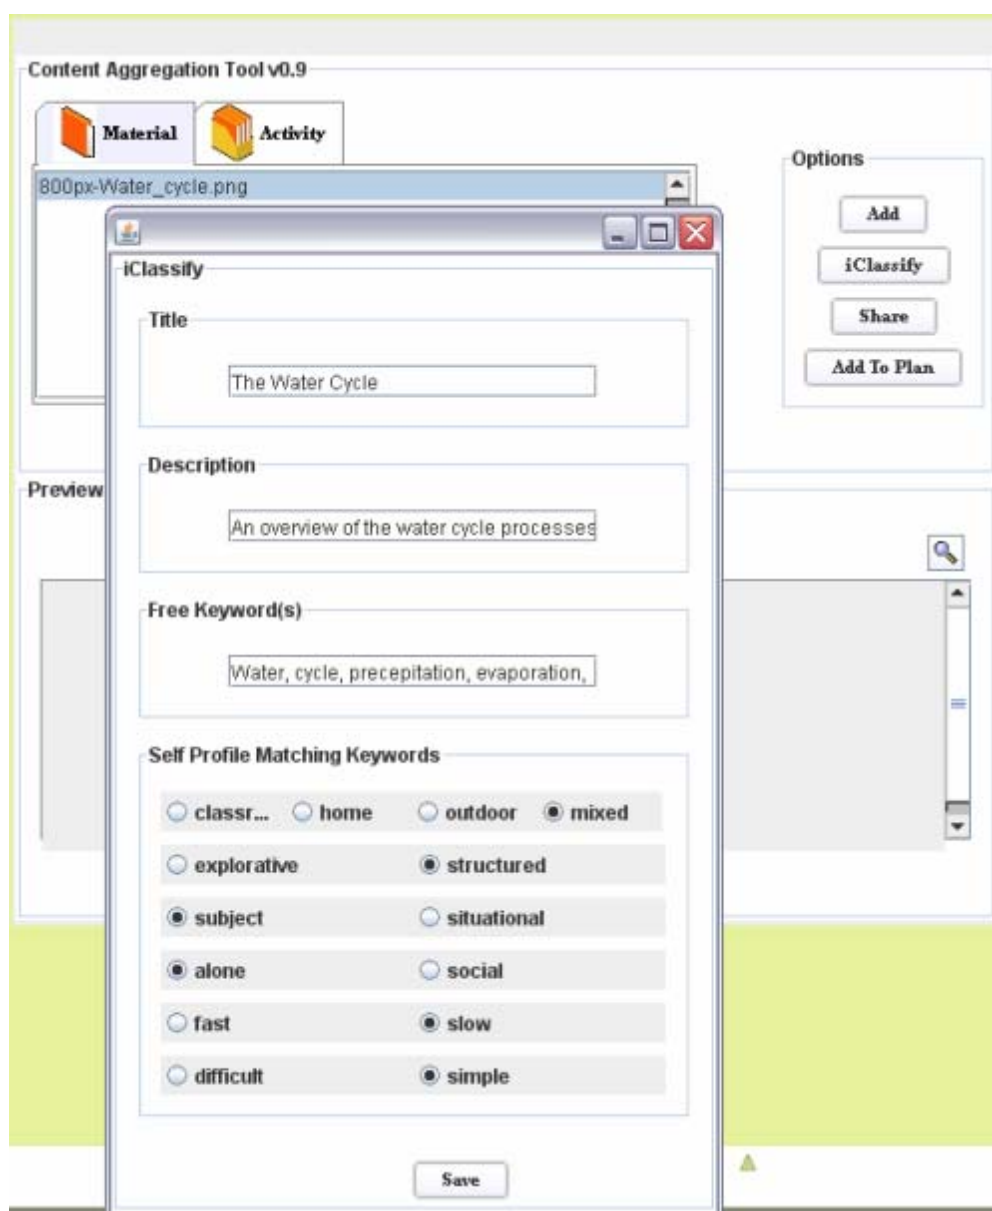 Content Aggregation Tool v0.9
Material Activity
Options
800px-Water_cycle.png
Add
iClassify
Share
Add To Plan
iClassify
Title
The Water Cycle
Description
An overview of the water cycle processes
Preview
Free Keyword(s)
Water, cycle, precepitation, evaporation,
Self Profile Matching Keywords
classr... home outdoor mixed
explorative structured
subject situational
alone social
fast slow
difficult simple
Save